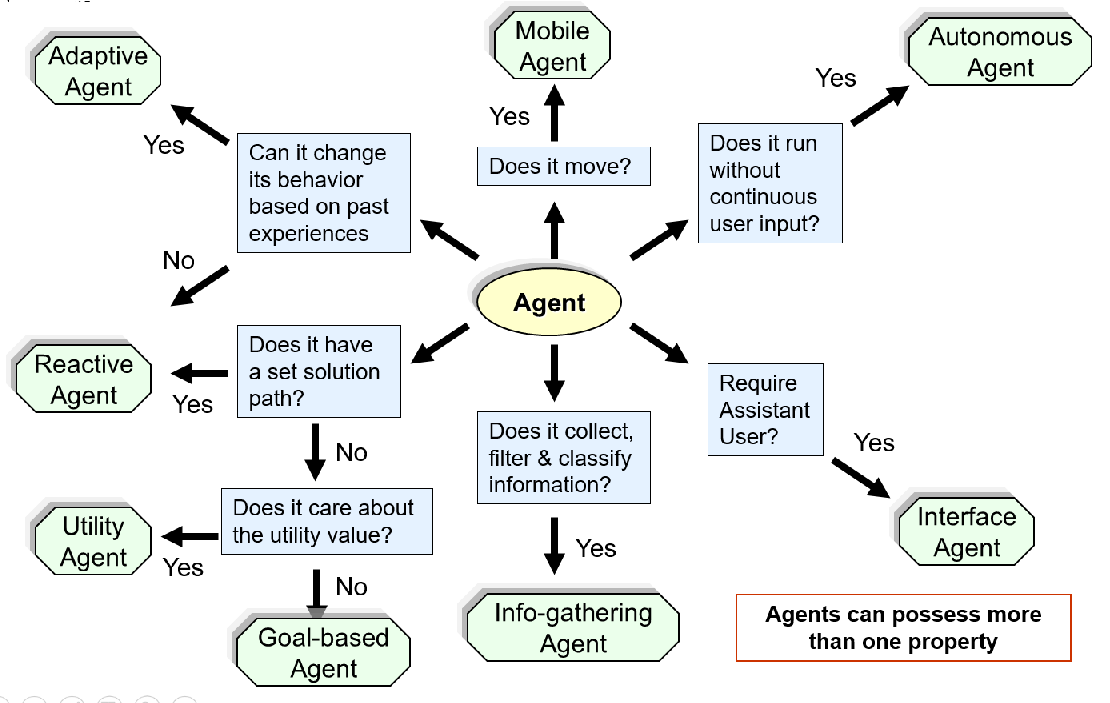 Adaptive
Agent
Mobile
Agent
Autonomous
Agent
Yes
Yes
Yes
Can it change
its behavior
based on past
experiences
Does it move?
Does it run
without
continuous
user input?
No
Agent
Reactive
Agent
Yes
Does it have
a set solution
path?
Require
Assistant
User?
Yes
Does it collect,
filter & classify
information?
No
Utility
Agent
Yes
Does it care about
the utility value?
Interface
Agent
Yes
No
Goal-based
Agent
Info-gathering
Agent
Agents can possess more
than one property